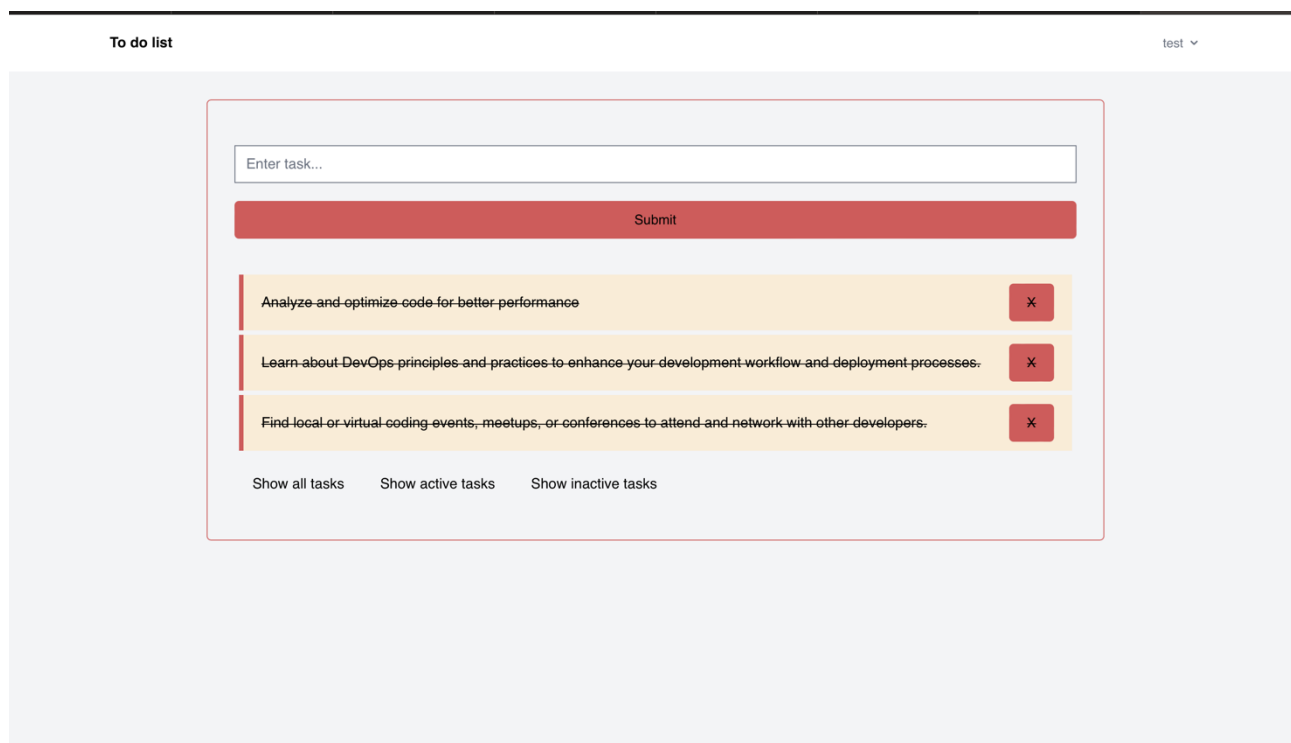 To do list
test
Enter task...
Submit
Analyze and optimize code for better performance
X
Learn about DevOps principles and practices to enhance your development workflow and deployment processes.
X
Find local or virtual coding events, meetups, or conferences to attend and network with other developers.
X
Show all tasks Show active tasks Show inactive tasks